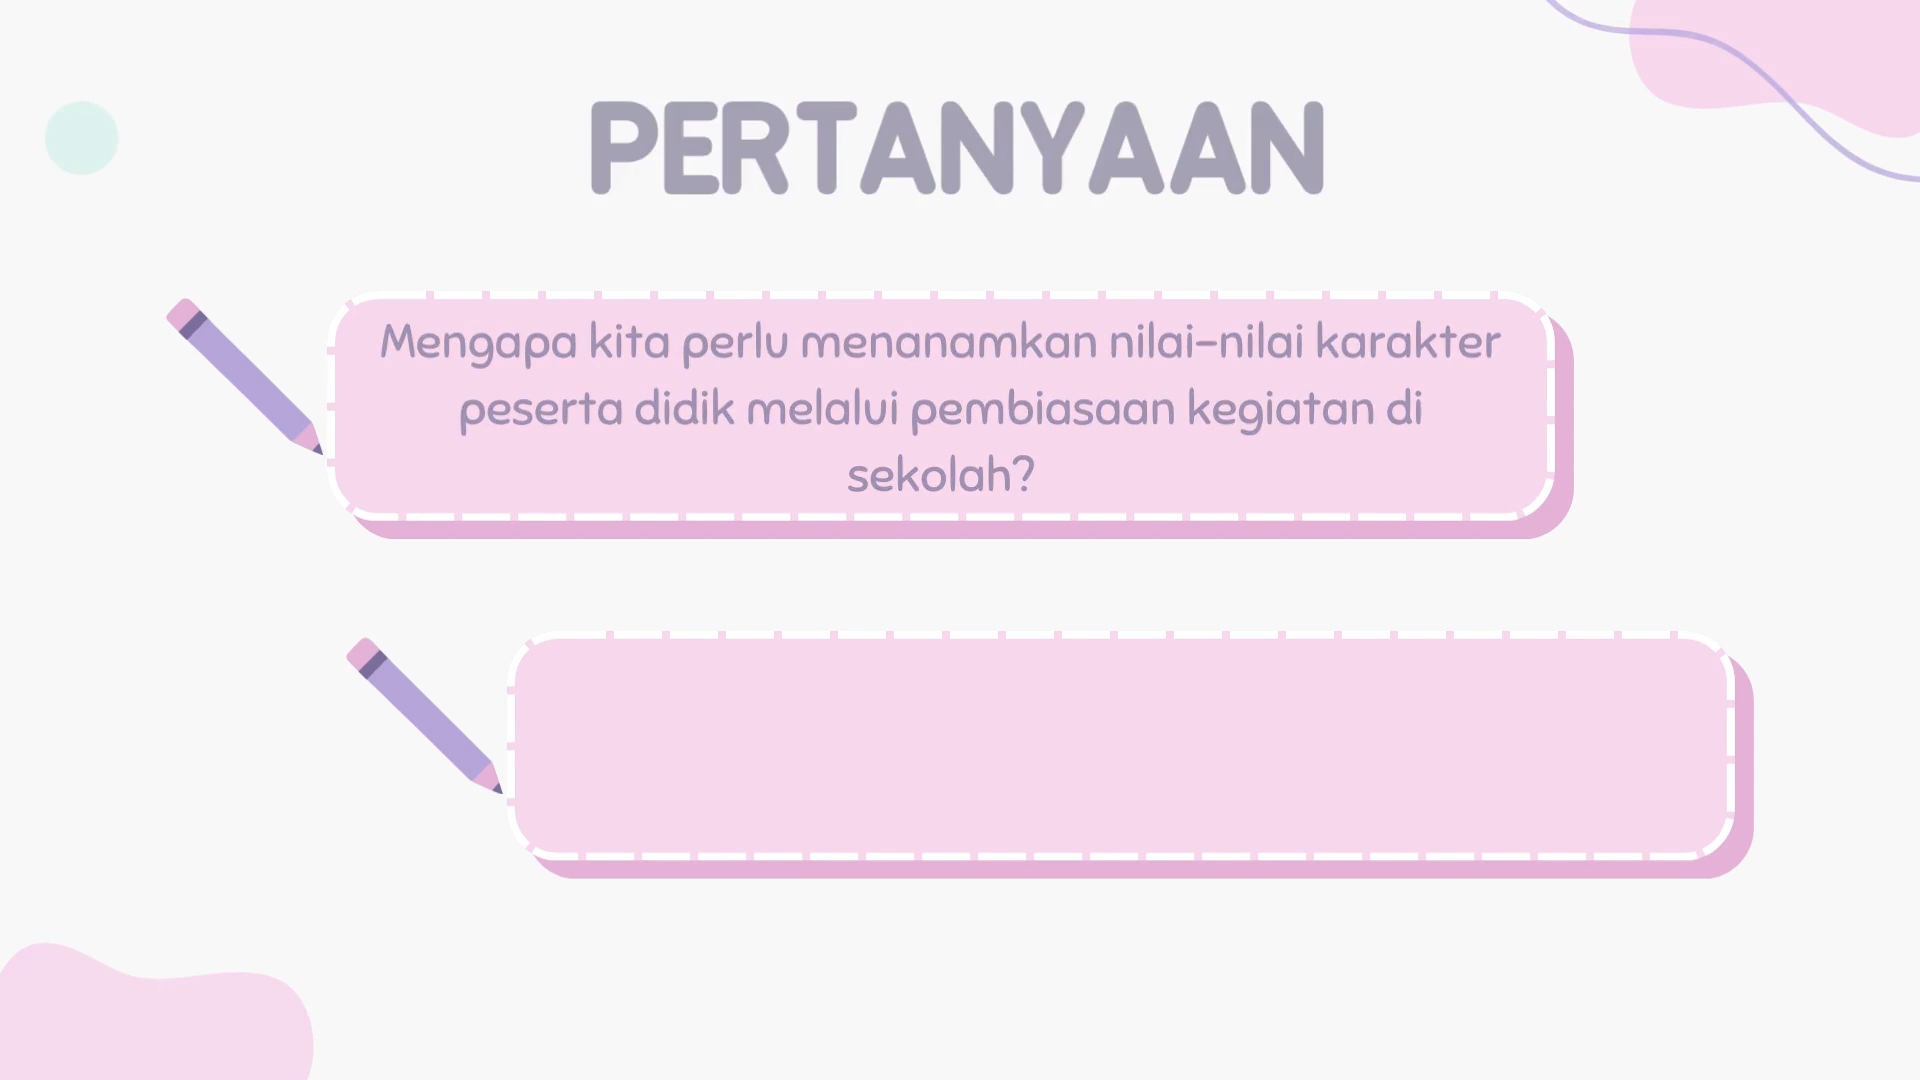 PERTANYAAN
Mengapa kita perlu menanamkan nilai-nilai karakter
peserta didik melalui pembiasaan kegiatan di
sekolah?